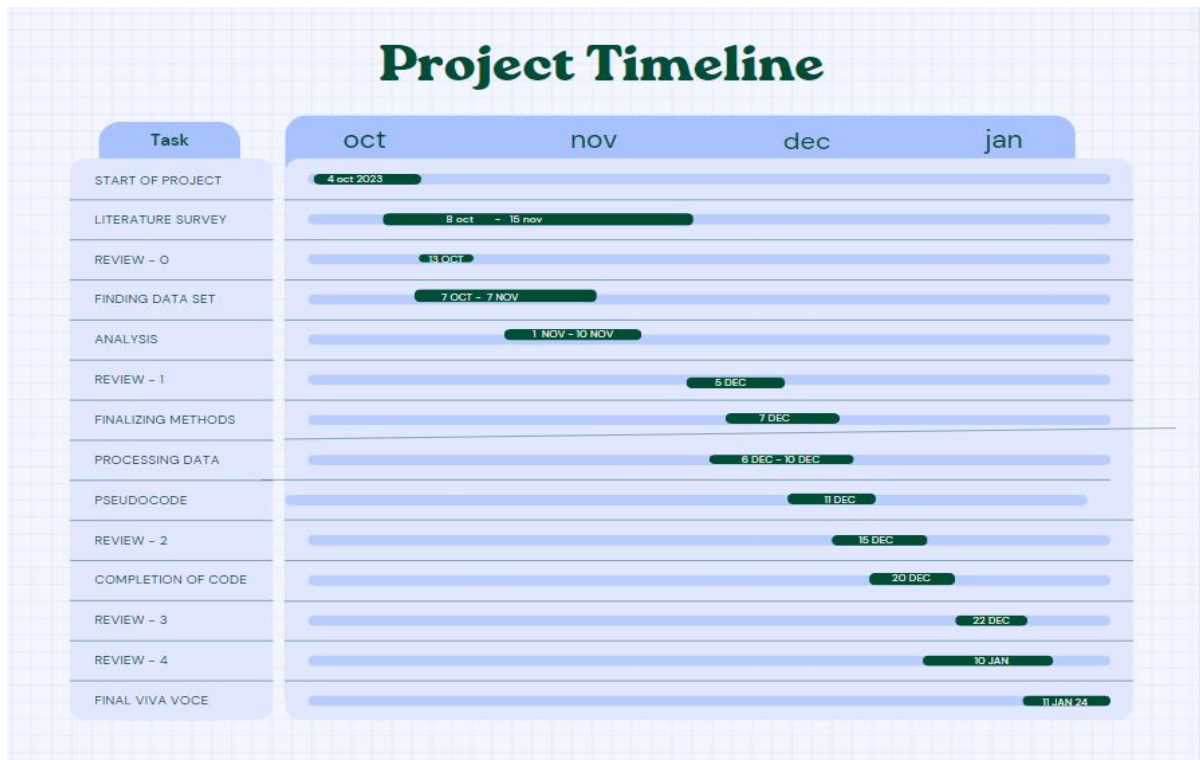 Project Timeline
Task oct nov dec jan
START OF PROJECT 4 oct 2023
LITERATURE SURVEY 8 oct - 15 nov
REVIEW - 0 13 OCT
FINDING DATA SET 7 OCT - 7 NOV
ANALYSIS 1 NOV - 10 NOV
REVIEW - 1 5 DEC
FINALIZING METHODS 7 DEC
PROCESSING DATA 6 DEC - 10 DEC
PSEUDOCODE 11 DEC
REVIEW - 2 15 DEC
COMPLETION OF CODE 20 DEC
REVIEW - 3 22 DEC
REVIEW - 4 10 JAN
FINAL VIVA VOCE 11 JAN 24